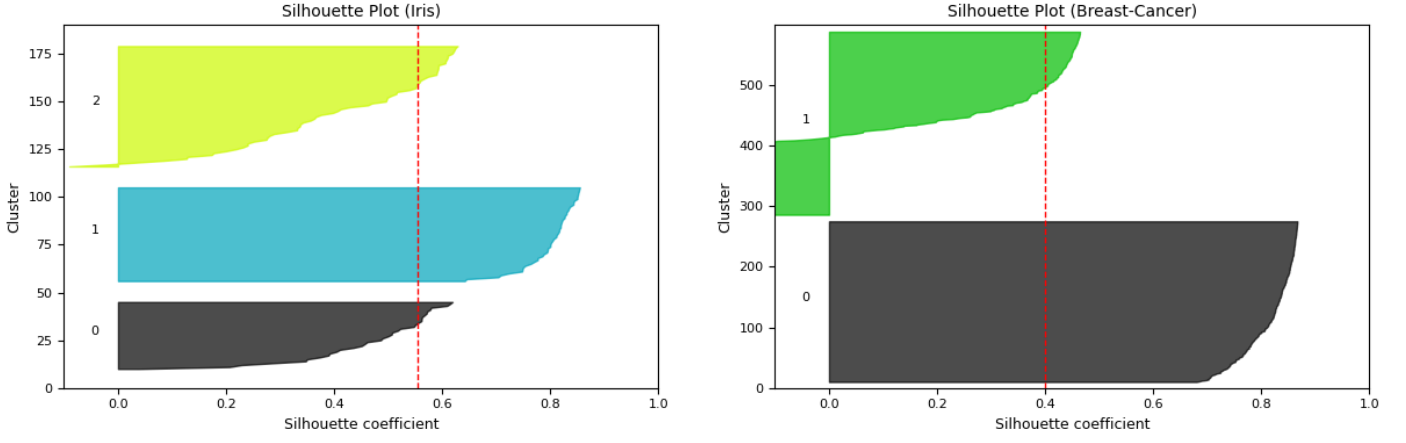 Silhouette Plot (Iris)
175
150
125
100
75
50
25
0
2
1
0
Cluster
0.0 0.2 0.4 0.6 0.8 1.0
Silhouette coefficient
Silhouette Plot (Breast-Cancer)
500
400
300
200
100
0
1
0
Cluster
0.0 0.2 0.4 0.6 0.8 1.0
Silhouette coefficient